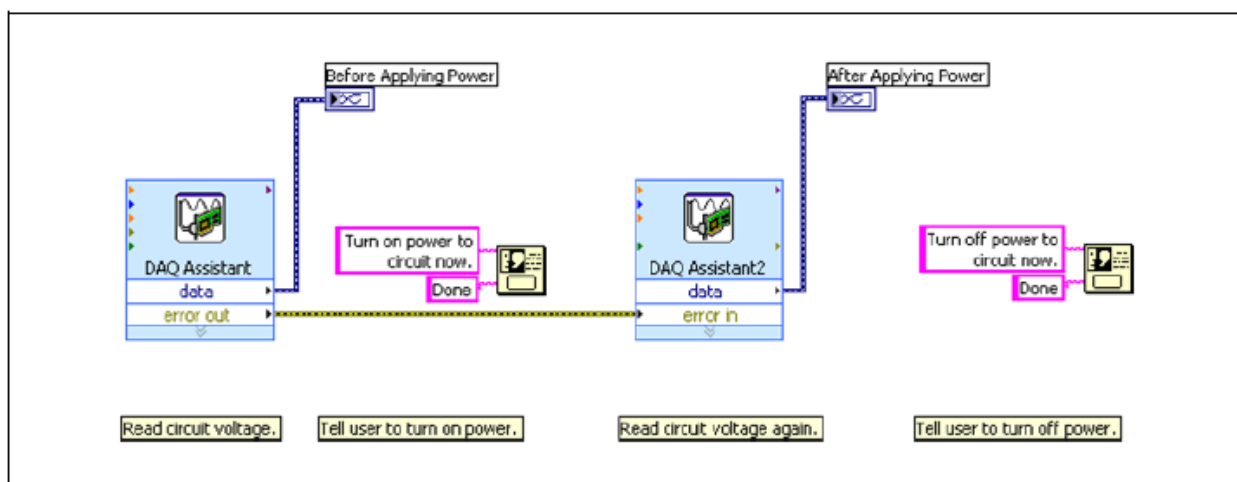 Before Applying Power
After Applying Power
Turn on power to
circuit now.
Done
DAQ Assistant
data
error out
DAQ Assistant2
data
error in
Turn off power to
circuit now.
Done
Read circuit voltage.
Tell user to turn on power.
Read circuit voltage again.
Tell user to turn off power.